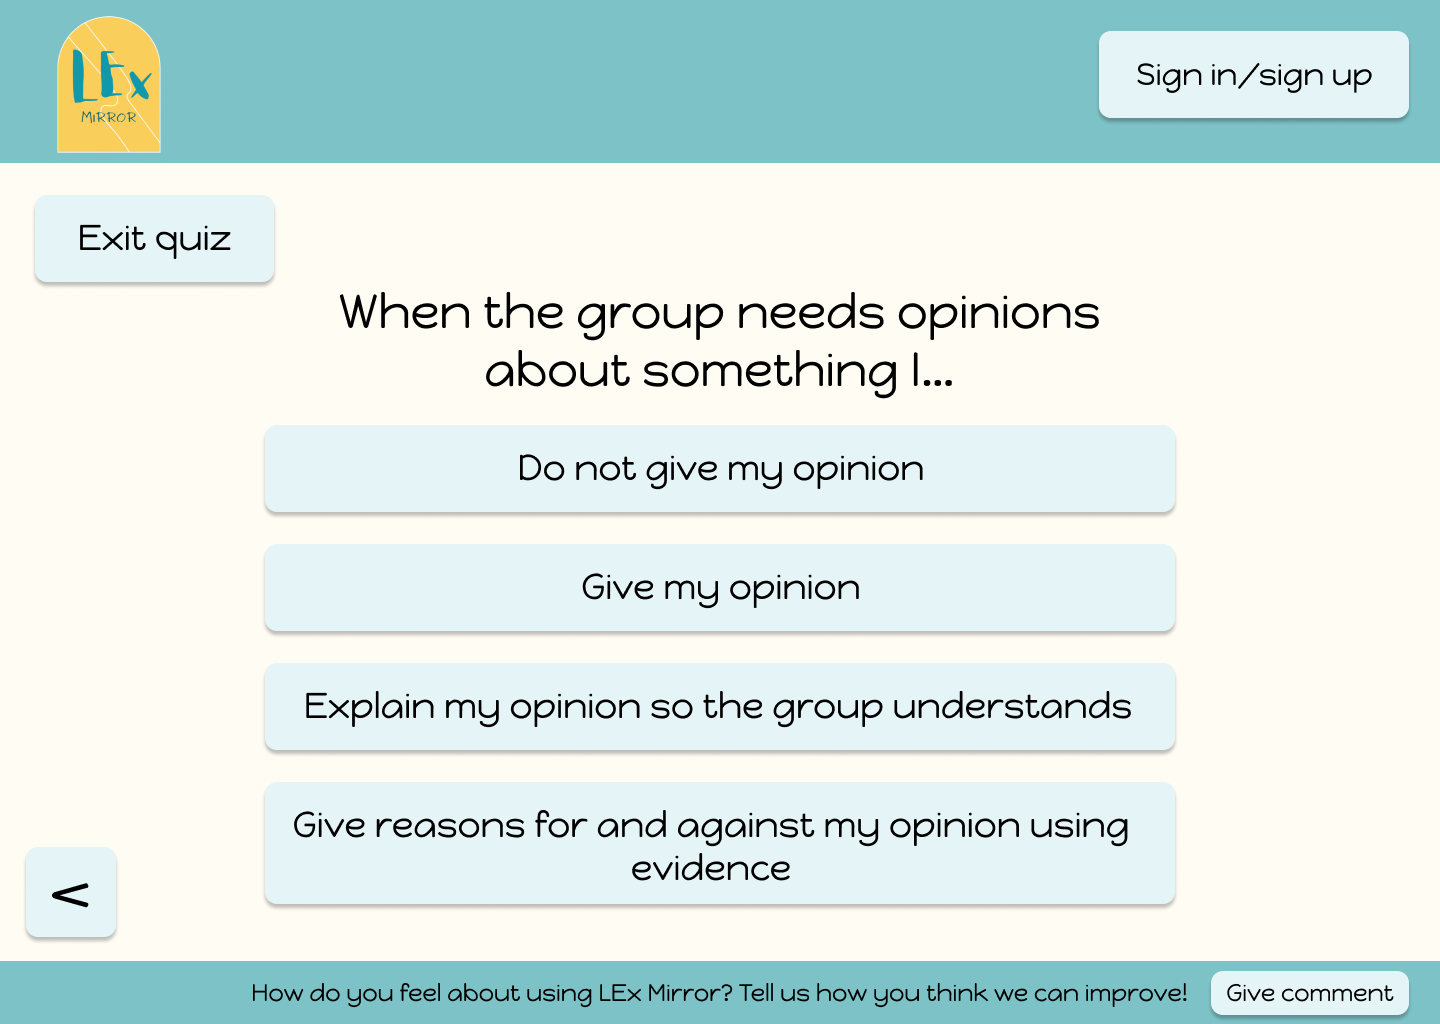 LEx
MIRROR
Sign in/sign up
Exit quiz
When the group needs opinions
about something I...
Do not give my opinion
Give my opinion
Explain my opinion so the group understands
Give reasons for and against my opinion using
evidence
<
How do you feel about using LEx Mirror? Tell us how you think we can improve!
Give comment